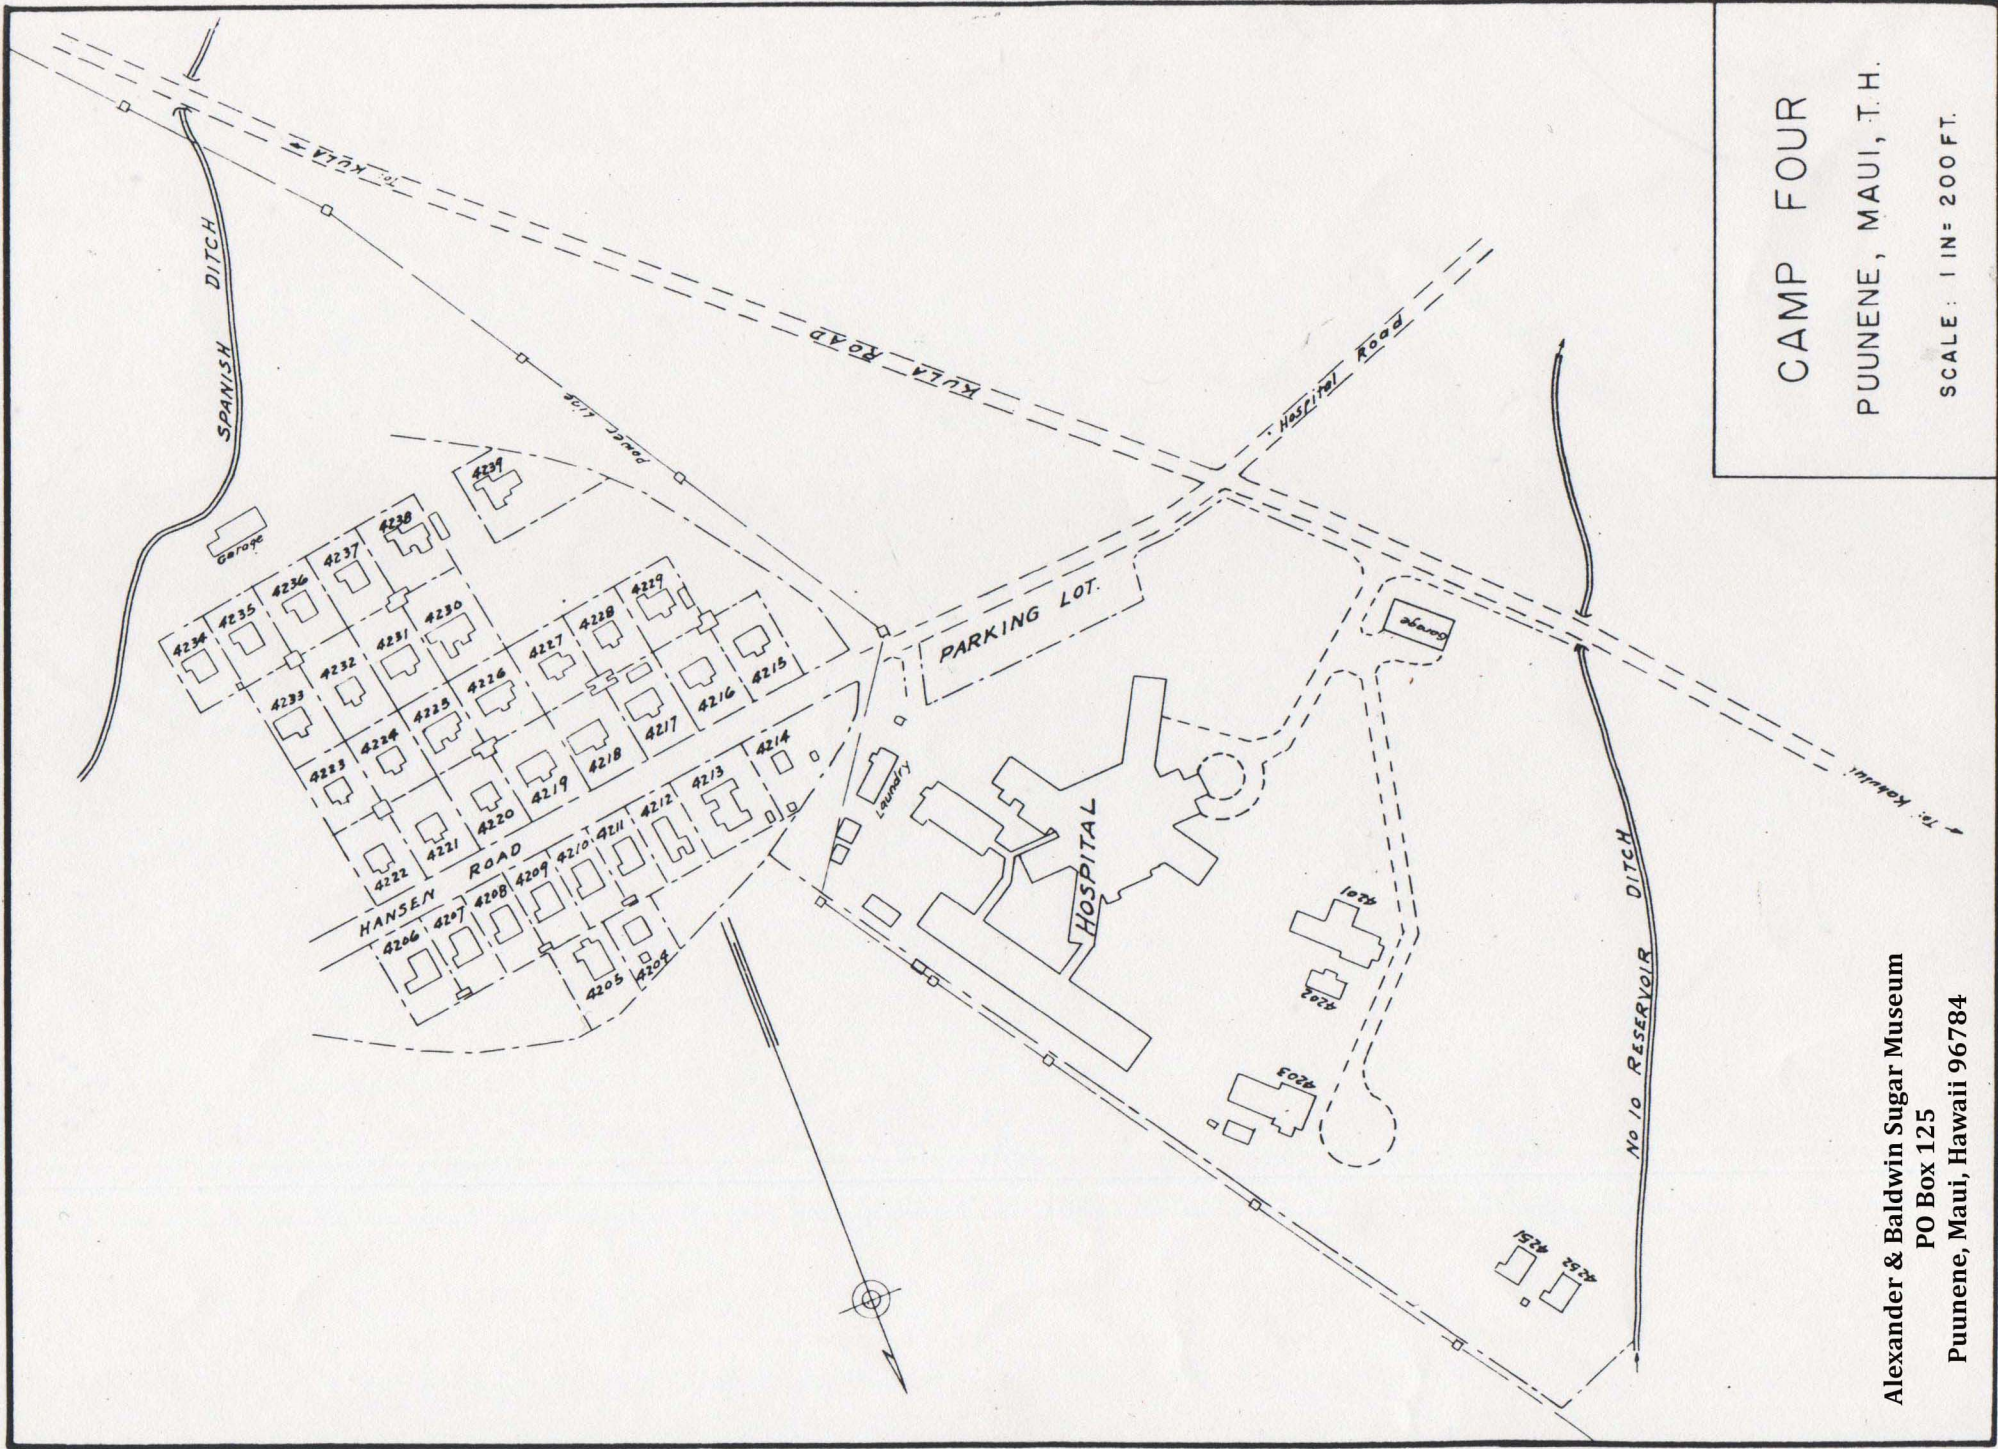 CAMP FOUR
PUUNENE, MAUI, T.H.
SCALE: 1 IN = 200 FT.
SPANISH DITCH
To: KULA
KULA ROAD
Power Line
Hospital Road
Garage
4234
4235
4236
4237
4238
4239
4233
4232
4231
4230
4223
4224
4225
4226
4227
4228
4229
4222
4221
4220
4219
4218
4217
4216
4215
HANSEN ROAD
4206
4207
4208
4209
4210
4211
4212
4213
4214
4205
4204
PARKING LOT.
Laundry
HOSPITAL
Garage
4201
4202
4203
4251
4252
To: Kahului
No 10 RESERVOIR DITCH
Alexander & Baldwin Sugar Museum
PO Box 125
Puunene, Maui, Hawaii 96784